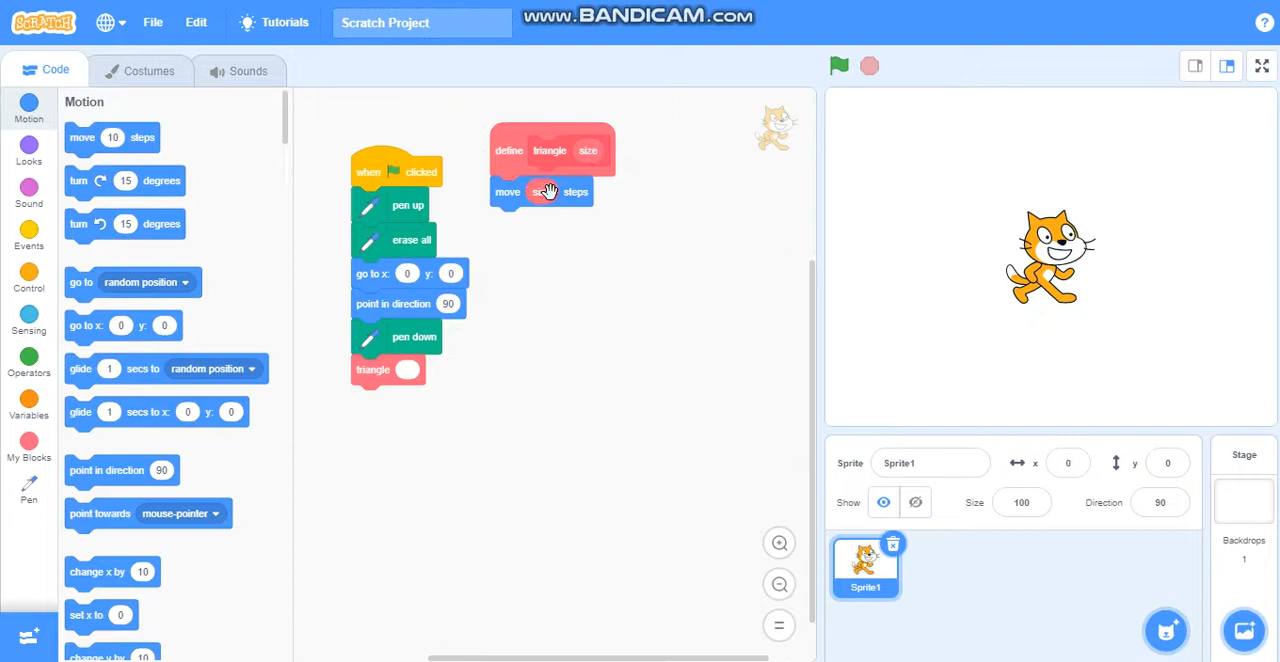 www.BANDICAM.com
SCRATCH File Edit Tutorials Scratch Project ?
Code Costumes Sounds
Motion
Looks
Sound
Events
Control
Sensing
Operators
Variables
My Blocks
Pen
Motion
move 10 steps
turn 15 degrees
turn 15 degrees
go to random position
go to x: 0 y: 0
glide 1 secs to random position
glide 1 secs to x: 0 y: 0
point in direction 90
point towards mouse-pointer
change x by 10
set x to 0
change y by 10
when clicked
pen up
erase all
go to x: 0 y: 0
point in direction 90
pen down
triangle
define triangle size
move steps
Sprite Sprite1 x 0 y 0
Show Size 100 Direction 90
Sprite1
Stage
Backdrops
1